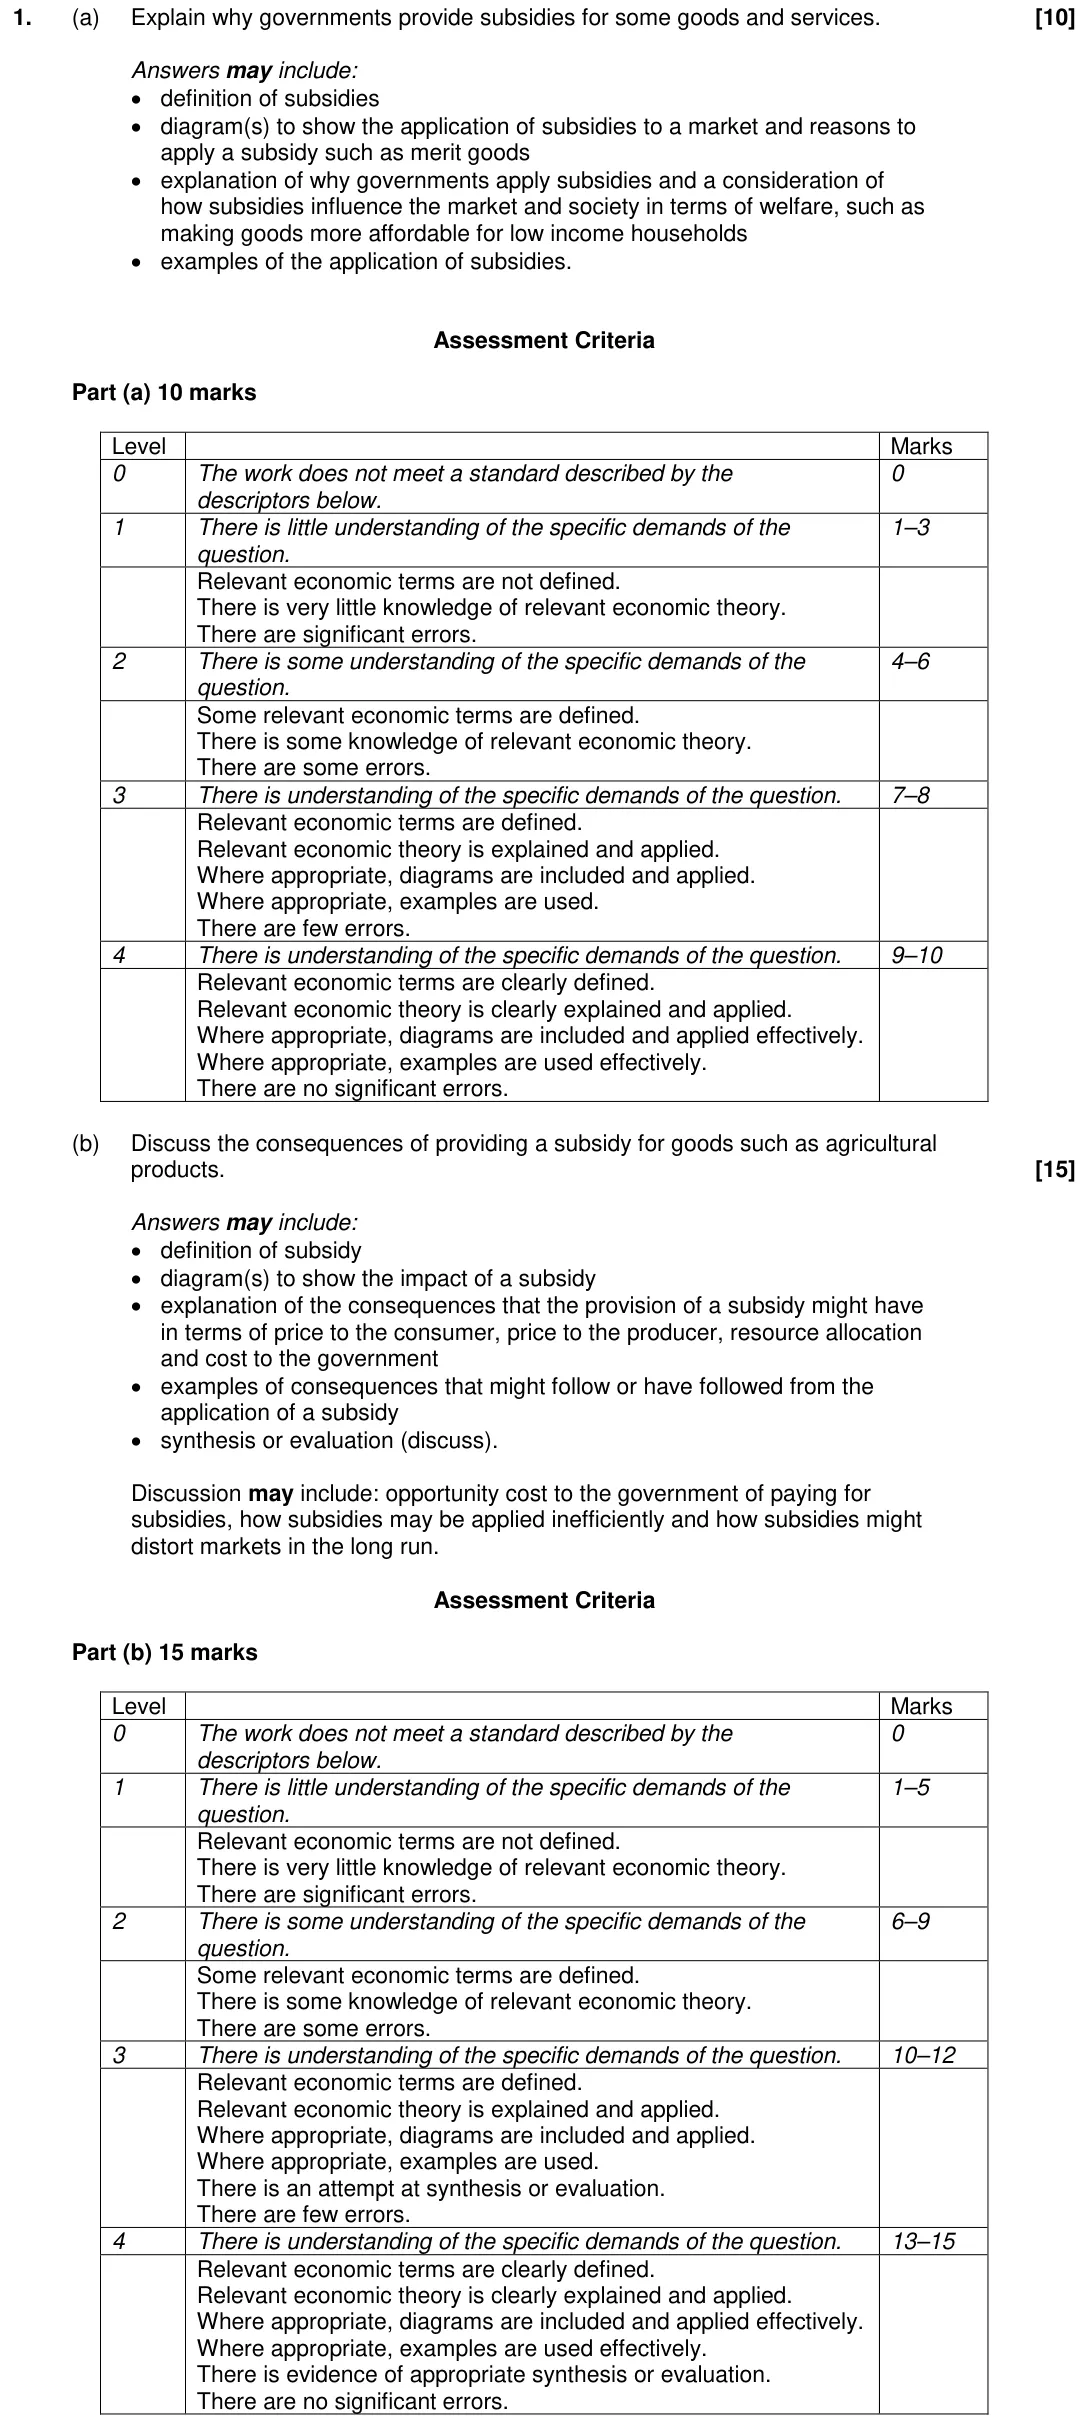 1. (a) Explain why governments provide subsidies for some goods and services. [10]
Answers may include:
• definition of subsidies
• diagram(s) to show the application of subsidies to a market and reasons to
apply a subsidy such as merit goods
• explanation of why governments apply subsidies and a consideration of
how subsidies influence the market and society in terms of welfare, such as
making goods more affordable for low income households
• examples of the application of subsidies.
Assessment Criteria
Part (a) 10 marks
Level Marks
0 The work does not meet a standard described by the 0
descriptors below.
1 There is little understanding of the specific demands of the 1–3
question.
Relevant economic terms are not defined.
There is very little knowledge of relevant economic theory.
There are significant errors.
2 There is some understanding of the specific demands of the 4–6
question.
Some relevant economic terms are defined.
There is some knowledge of relevant economic theory.
There are some errors.
3 There is understanding of the specific demands of the question. 7–8
Relevant economic terms are defined.
Relevant economic theory is explained and applied.
Where appropriate, diagrams are included and applied.
Where appropriate, examples are used.
There are few errors.
4 There is understanding of the specific demands of the question. 9–10
Relevant economic terms are clearly defined.
Relevant economic theory is clearly explained and applied.
Where appropriate, diagrams are included and applied effectively.
Where appropriate, examples are used effectively.
There are no significant errors.
(b) Discuss the consequences of providing a subsidy for goods such as agricultural
products. [15]
Answers may include:
• definition of subsidy
• diagram(s) to show the impact of a subsidy
• explanation of the consequences that the provision of a subsidy might have
in terms of price to the consumer, price to the producer, resource allocation
and cost to the government
• examples of consequences that might follow or have followed from the
application of a subsidy
• synthesis or evaluation (discuss).
Discussion may include: opportunity cost to the government of paying for
subsidies, how subsidies may be applied inefficiently and how subsidies might
distort markets in the long run.
Assessment Criteria
Part (b) 15 marks
Level Marks
0 The work does not meet a standard described by the 0
descriptors below.
1 There is little understanding of the specific demands of the 1–5
question.
Relevant economic terms are not defined.
There is very little knowledge of relevant economic theory.
There are significant errors.
2 There is some understanding of the specific demands of the 6–9
question.
Some relevant economic terms are defined.
There is some knowledge of relevant economic theory.
There are some errors.
3 There is understanding of the specific demands of the question. 10–12
Relevant economic terms are defined.
Relevant economic theory is explained and applied.
Where appropriate, diagrams are included and applied.
Where appropriate, examples are used.
There is an attempt at synthesis or evaluation.
There are few errors.
4 There is understanding of the specific demands of the question. 13–15
Relevant economic terms are clearly defined.
Relevant economic theory is clearly explained and applied.
Where appropriate, diagrams are included and applied effectively.
Where appropriate, examples are used effectively.
There is evidence of appropriate synthesis or evaluation.
There are no significant errors.